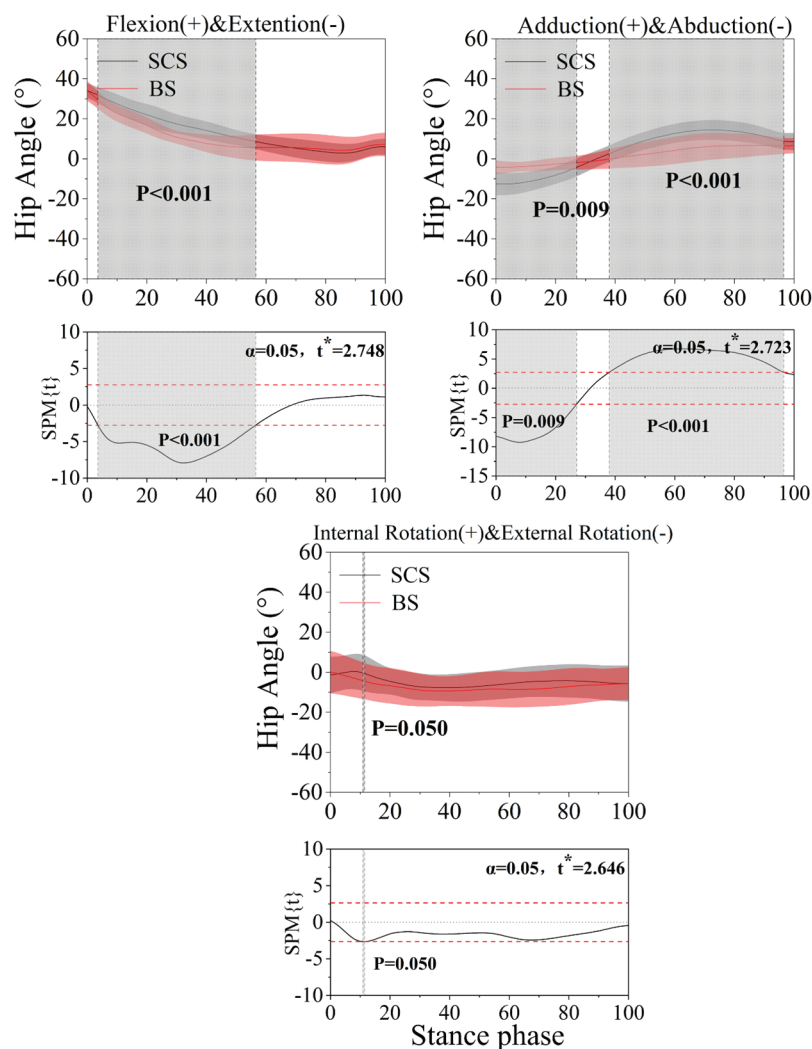 Flexion(+)&Extention(-)
Hip Angle (°)
60
40
20
0
-20
-40
-60
SCS
BS
P<0.001
0 20 40 60 80 100
SPM{t}
10
5
0
-5
-10
α=0.05, t*=2.748
P<0.001
0 20 40 60 80 100
Adduction(+)&Abduction(-)
Hip Angle (°)
60
40
20
0
-20
-40
-60
SCS
BS
P<0.001
P=0.009
0 20 40 60 80 100
SPM{t}
10
5
0
-5
-10
-15
α=0.05, t*=2.723
P=0.009
P<0.001
0 20 40 60 80 100
Internal Rotation(+)&External Rotation(-)
Hip Angle (°)
60
40
20
0
-20
-40
-60
SCS
BS
P=0.050
0 20 40 60 80 100
SPM{t}
10
5
0
-5
-10
α=0.05, t*=2.646
P=0.050
0 20 40 60 80 100
Stance phase